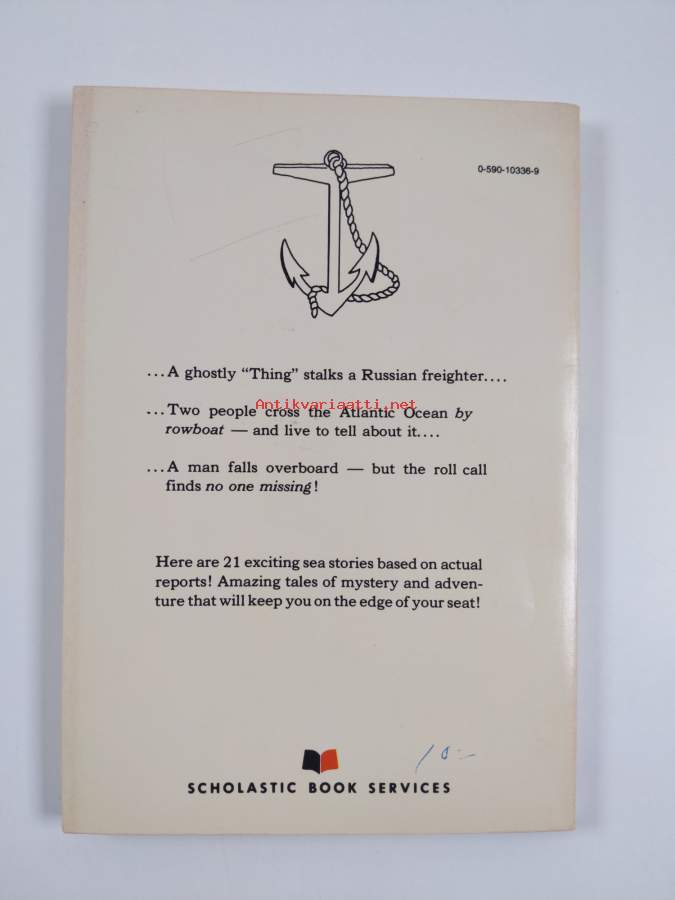 0-590-10336-9
...A ghostly “Thing” stalks a Russian freighter....
Antikvariaatti.net
...Two people cross the Atlantic Ocean by
rowboat — and live to tell about it....
...A man falls overboard — but the roll call
finds no one missing!
Here are 21 exciting sea stories based on actual
reports! Amazing tales of mystery and adven-
ture that will keep you on the edge of your seat!
10=
SCHOLASTIC BOOK SERVICES